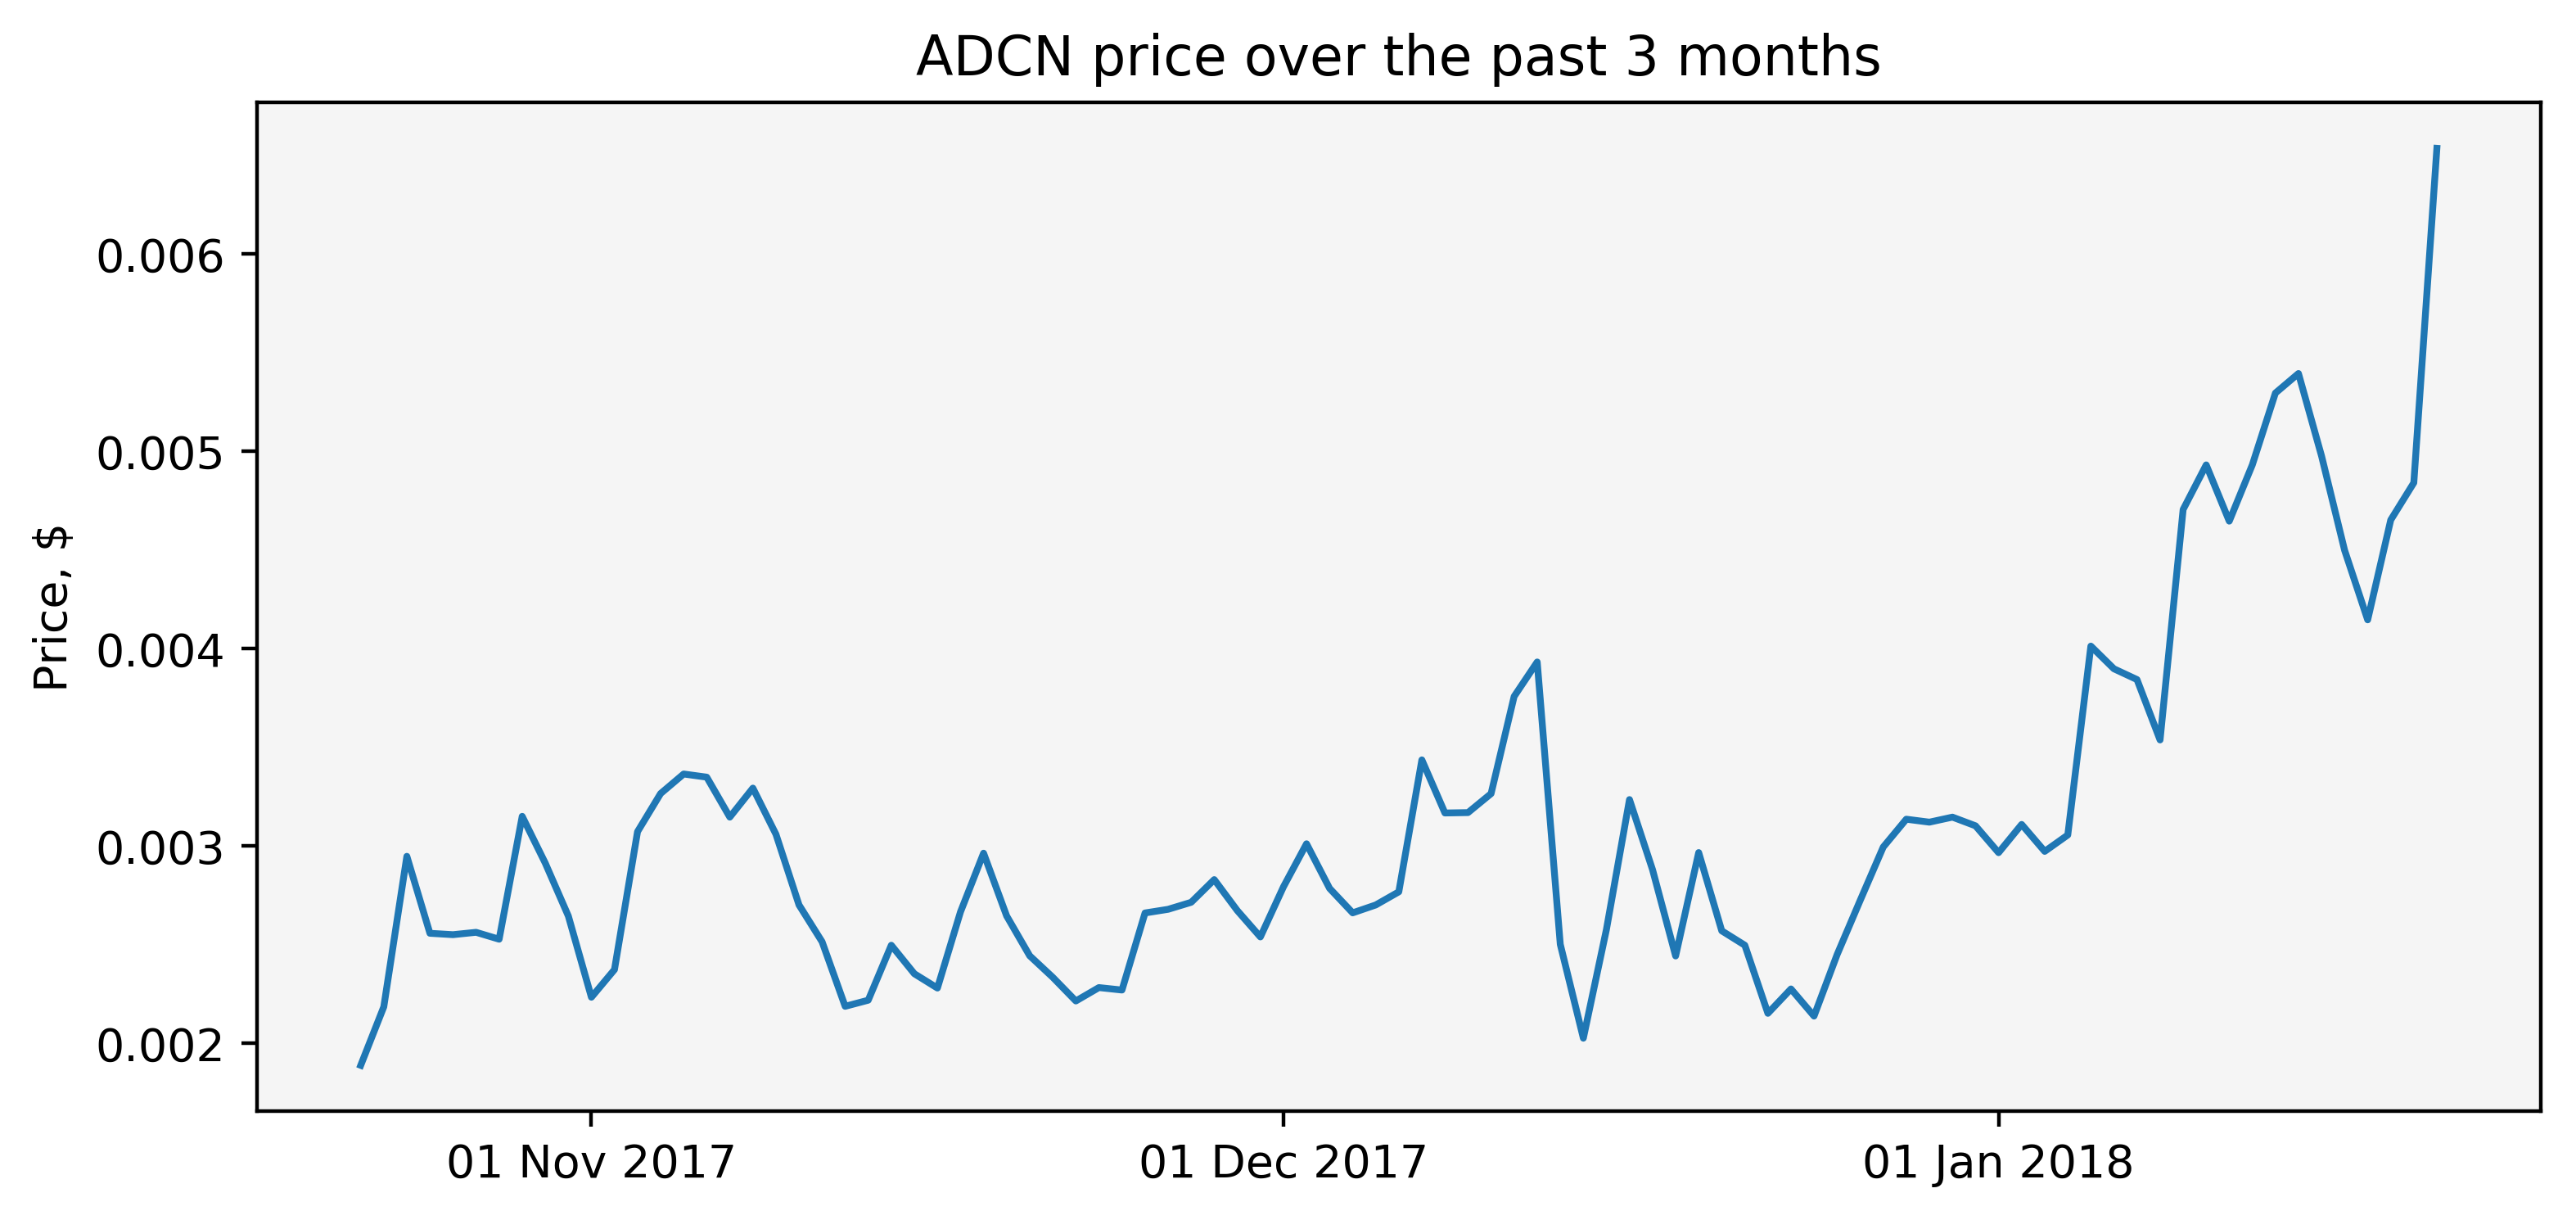 ADCN price over the past 3 months
Price, $
0.006
0.005
0.004
0.003
0.002
01 Nov 2017
01 Dec 2017
01 Jan 2018